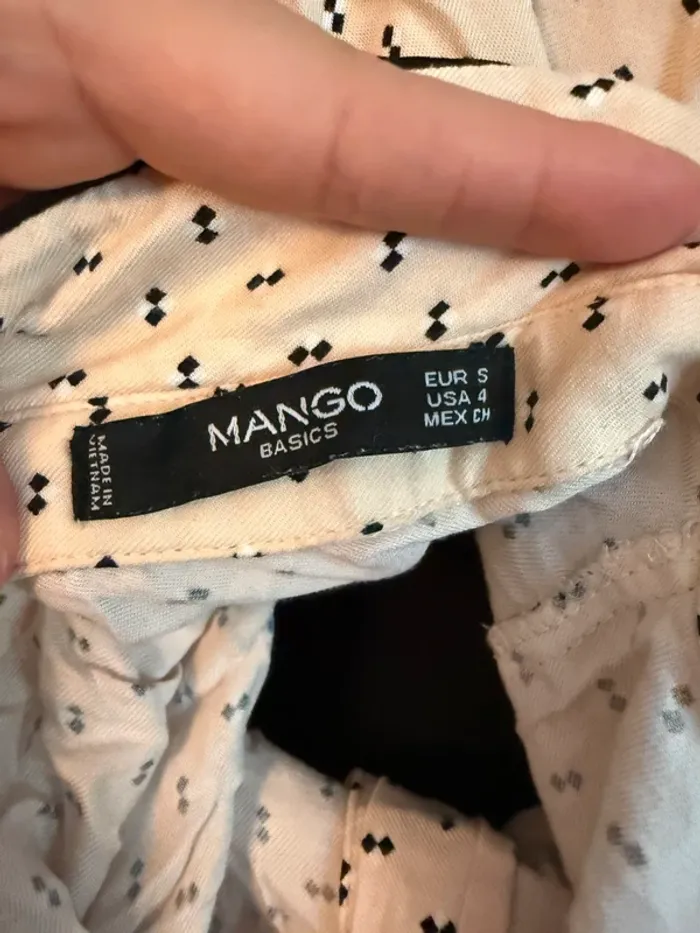 MANGO
BASICS
EUR S
USA 4
MEX CH
MADE IN
VIETNAM